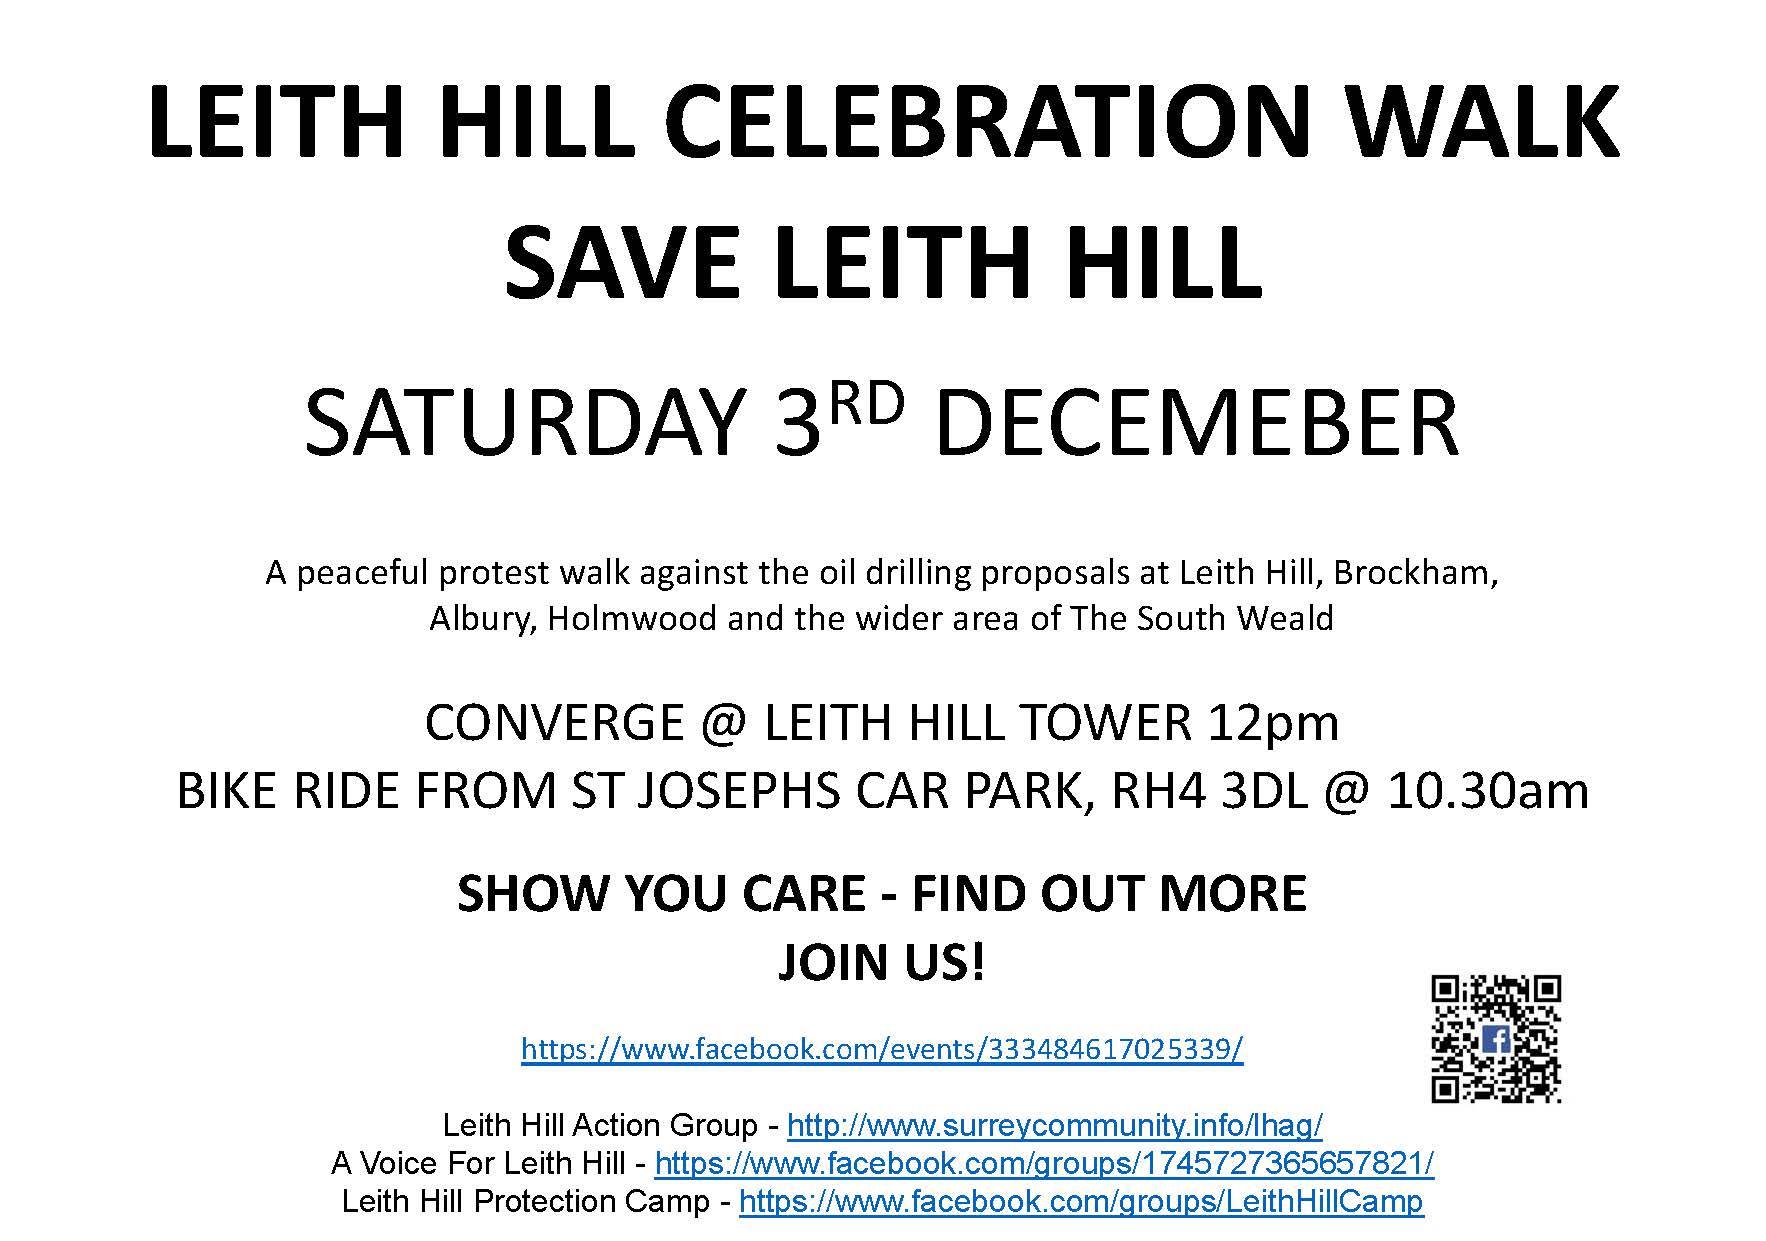 LEITH HILL CELEBRATION WALK
SAVE LEITH HILL
SATURDAY 3RD DECEMEBER
A peaceful protest walk against the oil drilling proposals at Leith Hill, Brockham,
Albury, Holmwood and the wider area of The South Weald
CONVERGE @ LEITH HILL TOWER 12pm
BIKE RIDE FROM ST JOSEPHS CAR PARK, RH4 3DL @ 10.30am
SHOW YOU CARE - FIND OUT MORE
JOIN US!
https://www.facebook.com/events/333484617025339/
Leith Hill Action Group - http://www.surreycommunity.info/lhag/
A Voice For Leith Hill - https://www.facebook.com/groups/1745727365657821/
Leith Hill Protection Camp - https://www.facebook.com/groups/LeithHillCamp